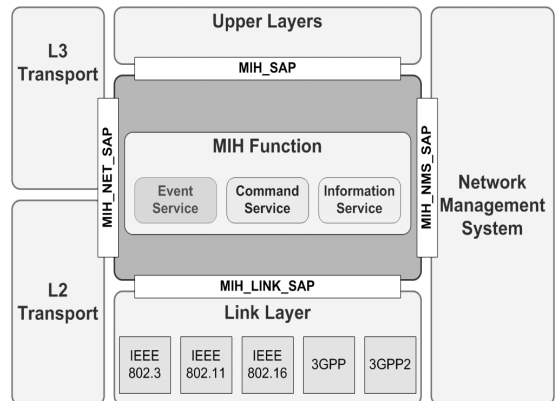 Upper Layers
L3
Transport
MIH_SAP
MIH_NET_SAP
MIH Function
Event
Service
Command
Service
Information
Service
MIH_NMS_SAP
Network
Management
System
L2
Transport
MIH_LINK_SAP
Link Layer
IEEE
802.3
IEEE
802.11
IEEE
802.16
3GPP
3GPP2